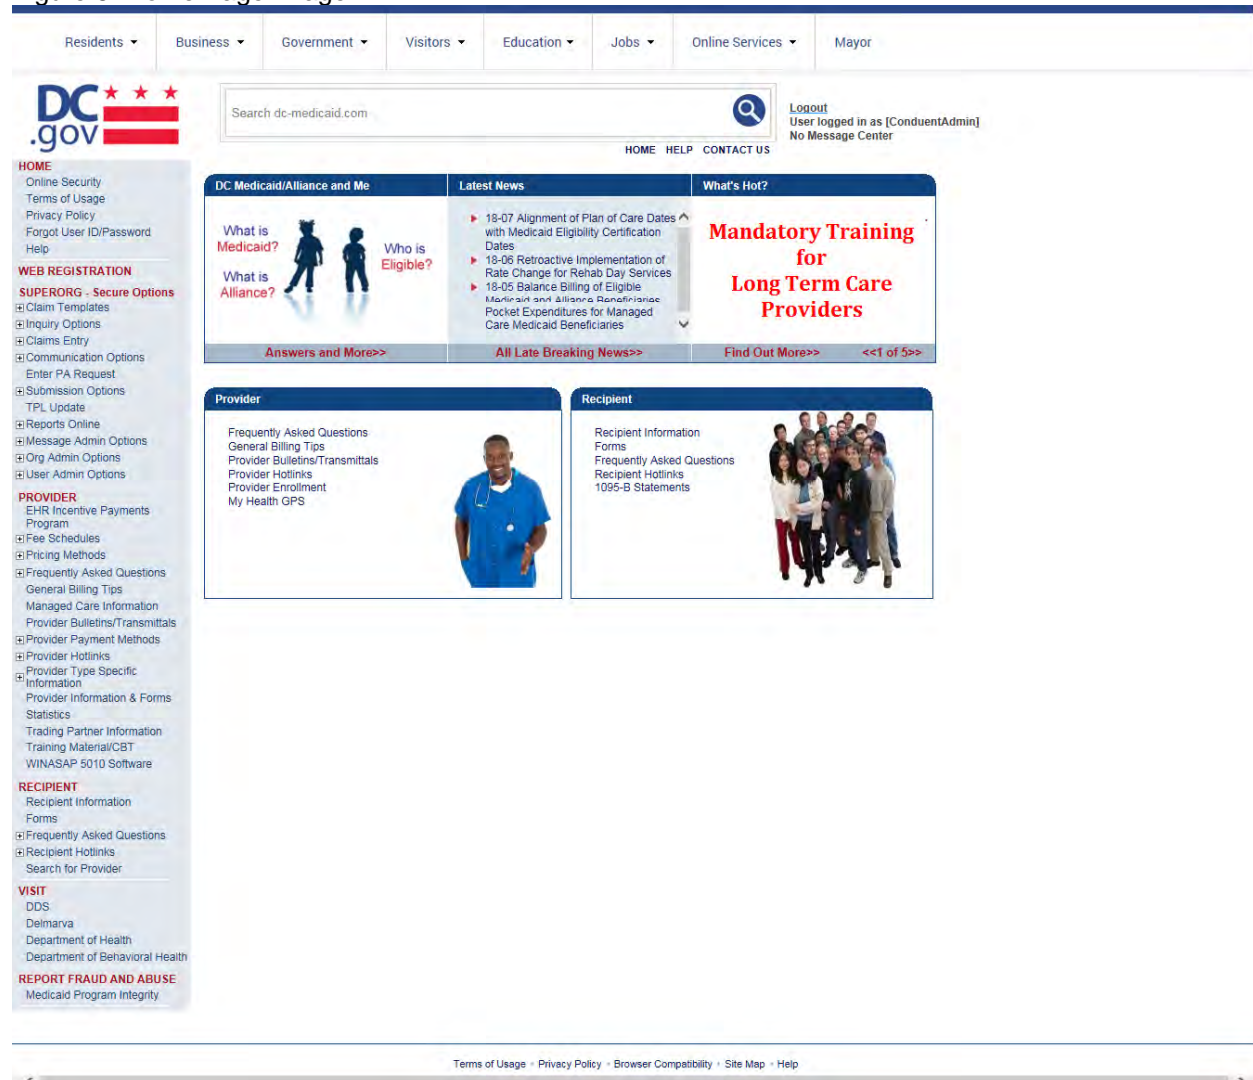 Residents
Business
Government
Visitors
Education
Jobs
Online Services
Mayor
DC
.gov
Search dc-medicaid.com
Logout
User logged in as [ConduentAdmin]
No Message Center
HOME HELP CONTACT US
HOME
Online Security
Terms of Usage
Privacy Policy
Forgot User ID/Password
Help
WEB REGISTRATION
SUPERORG - Secure Options
Claim Templates
Inquiry Options
Claims Entry
Communication Options
Enter PA Request
Submission Options
TPL Update
Reports Online
Message Admin Options
Org Admin Options
User Admin Options
PROVIDER
EHR Incentive Payments
Program
Fee Schedules
Pricing Methods
Frequently Asked Questions
General Billing Tips
Managed Care Information
Provider Bulletins/Transmittals
Provider Payment Methods
Provider Hotlinks
Provider Type Specific
Information
Provider Information & Forms
Statistics
Trading Partner Information
Training Material/CBT
WINASAP 5010 Software
RECIPIENT
Recipient Information
Forms
Frequently Asked Questions
Recipient Hotlinks
Search for Provider
VISIT
DDS
Delmarva
Department of Health
Department of Behavioral Health
REPORT FRAUD AND ABUSE
Medicaid Program Integrity
DC Medicaid/Alliance and Me
What is
Medicaid?
What is
Alliance?
Who is
Eligible?
Answers and More>>
Latest News
18-07 Alignment of Plan of Care Dates
with Medicaid Eligibility Certification
Dates
18-06 Retroactive Implementation of
Rate Change for Rehab Day Services
18-05 Balance Billing of Eligible
Medicaid and Alliance Beneficiaries
Pocket Expenditures for Managed
Care Medicaid Beneficiaries
All Late Breaking News>>
What's Hot?
Mandatory Training
for
Long Term Care
Providers
Find Out More>> <<1 of 5>>
Provider
Frequently Asked Questions
General Billing Tips
Provider Bulletins/Transmittals
Provider Hotlinks
Provider Enrollment
My Health GPS
Recipient
Recipient Information
Forms
Frequently Asked Questions
Recipient Hotlinks
1095-B Statements
Terms of Usage • Privacy Policy • Browser Compatibility • Site Map • Help